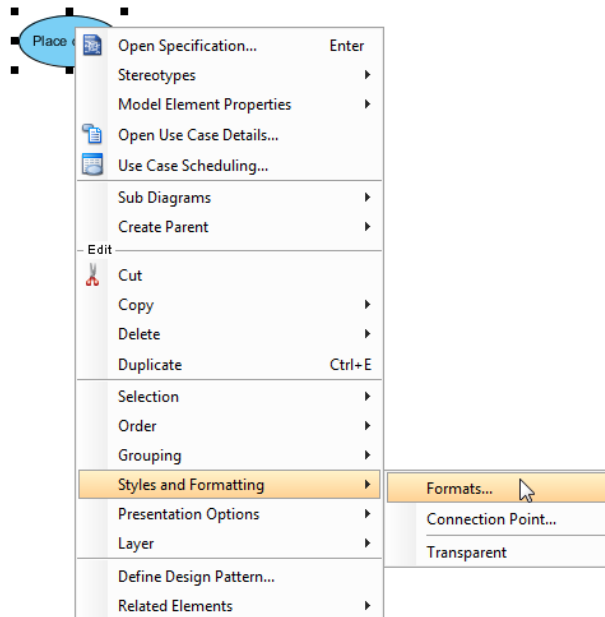 Place
Open Specification... Enter
Stereotypes
Model Element Properties
Open Use Case Details...
Use Case Scheduling...
Sub Diagrams
Create Parent
Edit
Cut
Copy
Delete
Duplicate Ctrl+E
Selection
Order
Grouping
Styles and Formatting
Formats...
Presentation Options
Connection Point...
Layer
Transparent
Define Design Pattern...
Related Elements